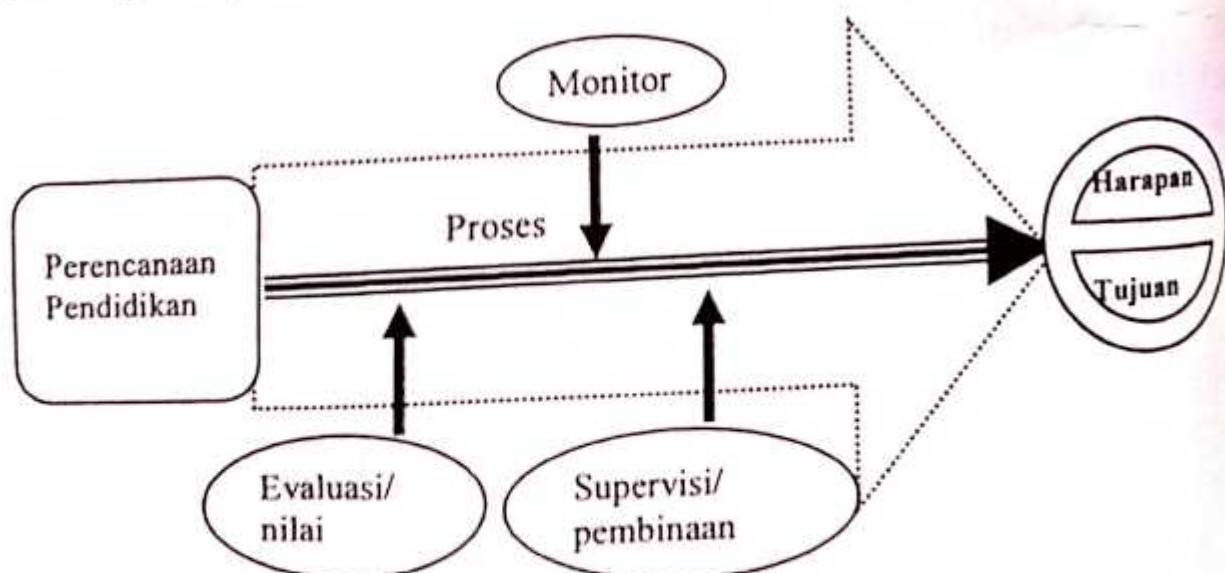 Monitor
Harapan
Proses
Perencanaan
Pendidikan
Tujuan
Evaluasi/
nilai
Supervisi/
pembinaan